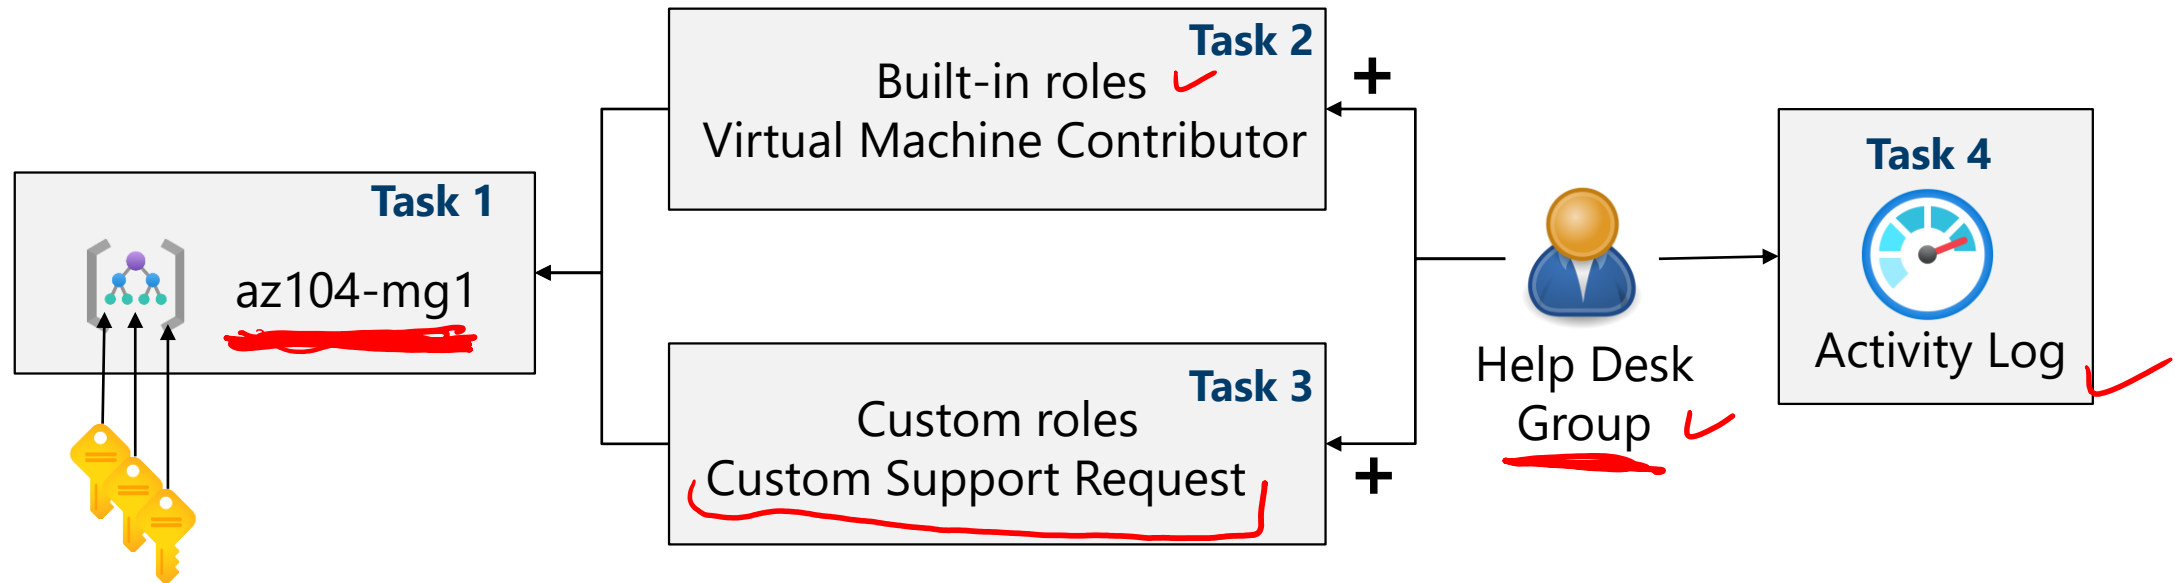 Task 1
az104-mg1
Task 2
Built-in roles
Virtual Machine Contributor
+
Task 3
Custom roles
Custom Support Request
+
Help Desk
Group
Task 4
Activity Log